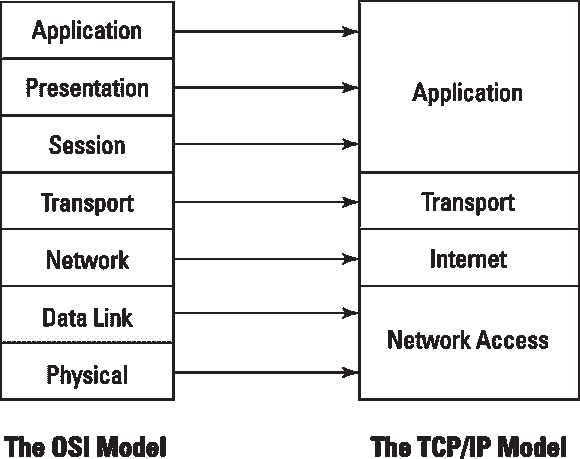 Application
Presentation
Session
Transport
Network
Data Link
Physical
The OSI Model
Application
Transport
Internet
Network Access
The TCP/IP Model